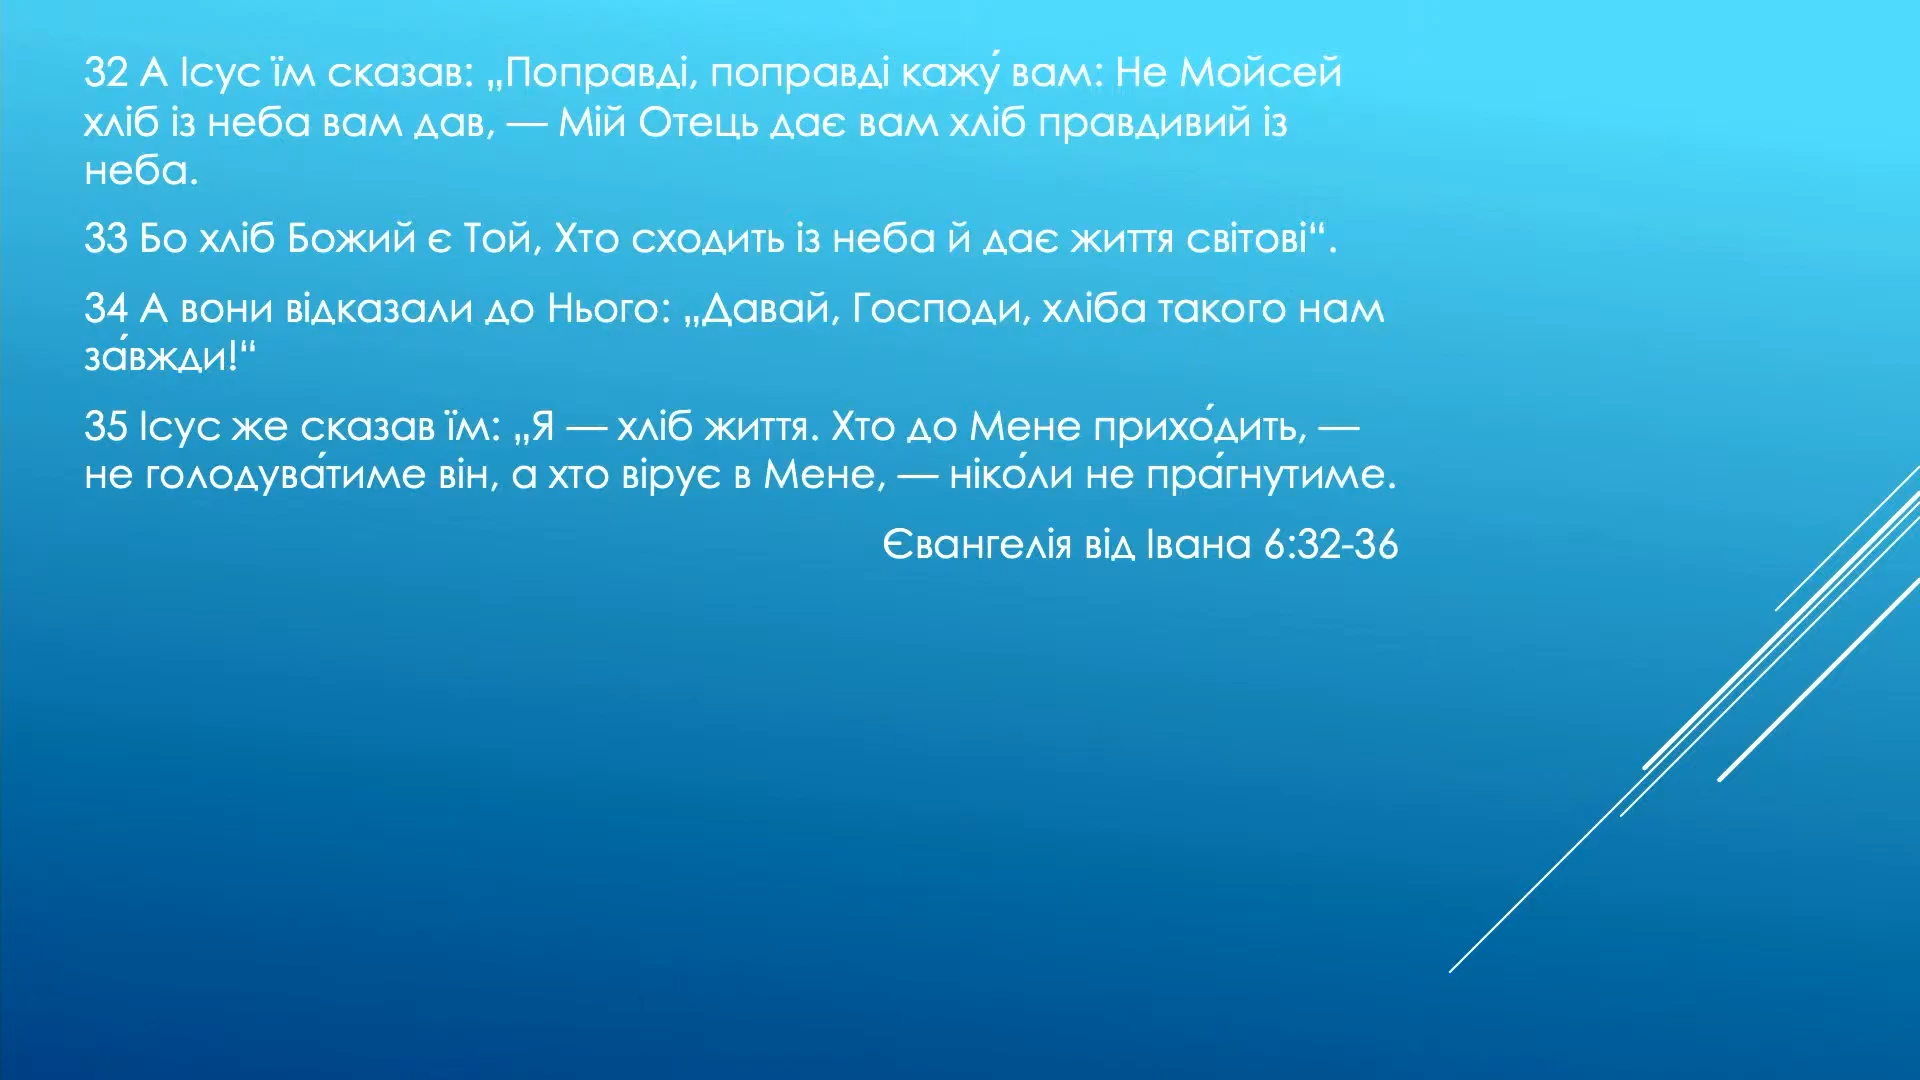 32 А Ісус їм сказав: „Поправді, поправді кажу́ вам: Не Мойсей
хліб із неба вам дав, — Мій Отець дає вам хліб правдивий із
неба.
33 Бо хліб Божий є Той, Хто сходить із неба й дає життя світові“.
34 А вони відказали до Нього: „Давай, Господи, хліба такого нам
за́вжди!“
35 Ісус же сказав їм: „Я — хліб життя. Хто до Мене прихо́дить, —
не голодува́тиме він, а хто вірує в Мене, — ніко́ли не пра́гнутиме.
Євангелія від Івана 6:32-36